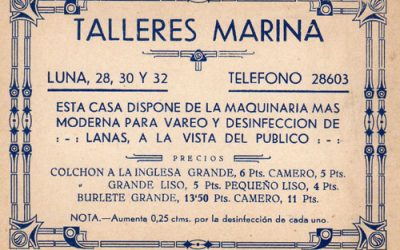 TALLERES MARINA
LUNA, 28, 30 Y 32 TELEFONO 28603
ESTA CASA DISPONE DE LA MAQUINARIA MAS
MODERNA PARA VAREO Y DESINFECCION DE
:-: LANAS, A LA VISTA DEL PUBLICO :-:
PRECIOS
COLCHON A LA INGLESA GRANDE, 6 Pts. CAMERO, 5 Pts.
" GRANDE LISO, 5 Pts. PEQUEÑO LISO, 4 Pts.
BURLETE GRANDE, 13'50 Pts. CAMERO, 11 Pts.
NOTA.—Aumenta 0,25 ctms. por la desinfección de cada uno.